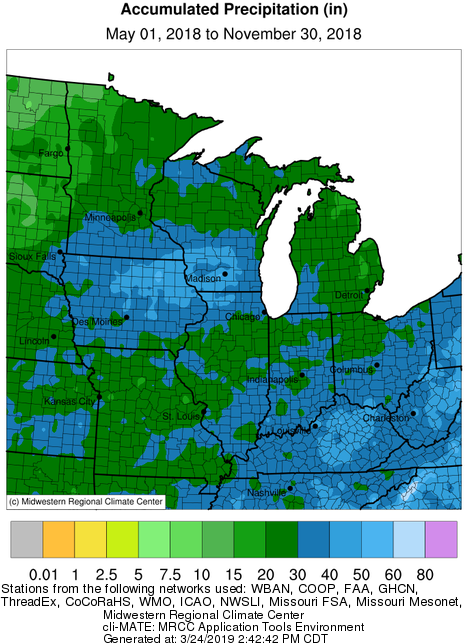 Accumulated Precipitation (in)
May 01, 2018 to November 30, 2018
Fargo
Minneapolis
Sioux Falls
Madison
Detroit
Chicago
Des Moines
Lincoln
Columbus
Indianapolis
Kansas City
St. Louis
Charleston
Louisville
Nashville
(c) Midwestern Regional Climate Center
0.01 1 2.5 5 7.5 10 15 20 30 40 50 60 80
Stations from the following networks used: WBAN, COOP, FAA, GHCN,
ThreadEx, CoCoRaHS, WMO, ICAO, NWSLI, Missouri FSA, Missouri Mesonet,
Midwestern Regional Climate Center
cli-MATE: MRCC Application Tools Environment
Generated at: 3/24/2019 2:42:42 PM CDT